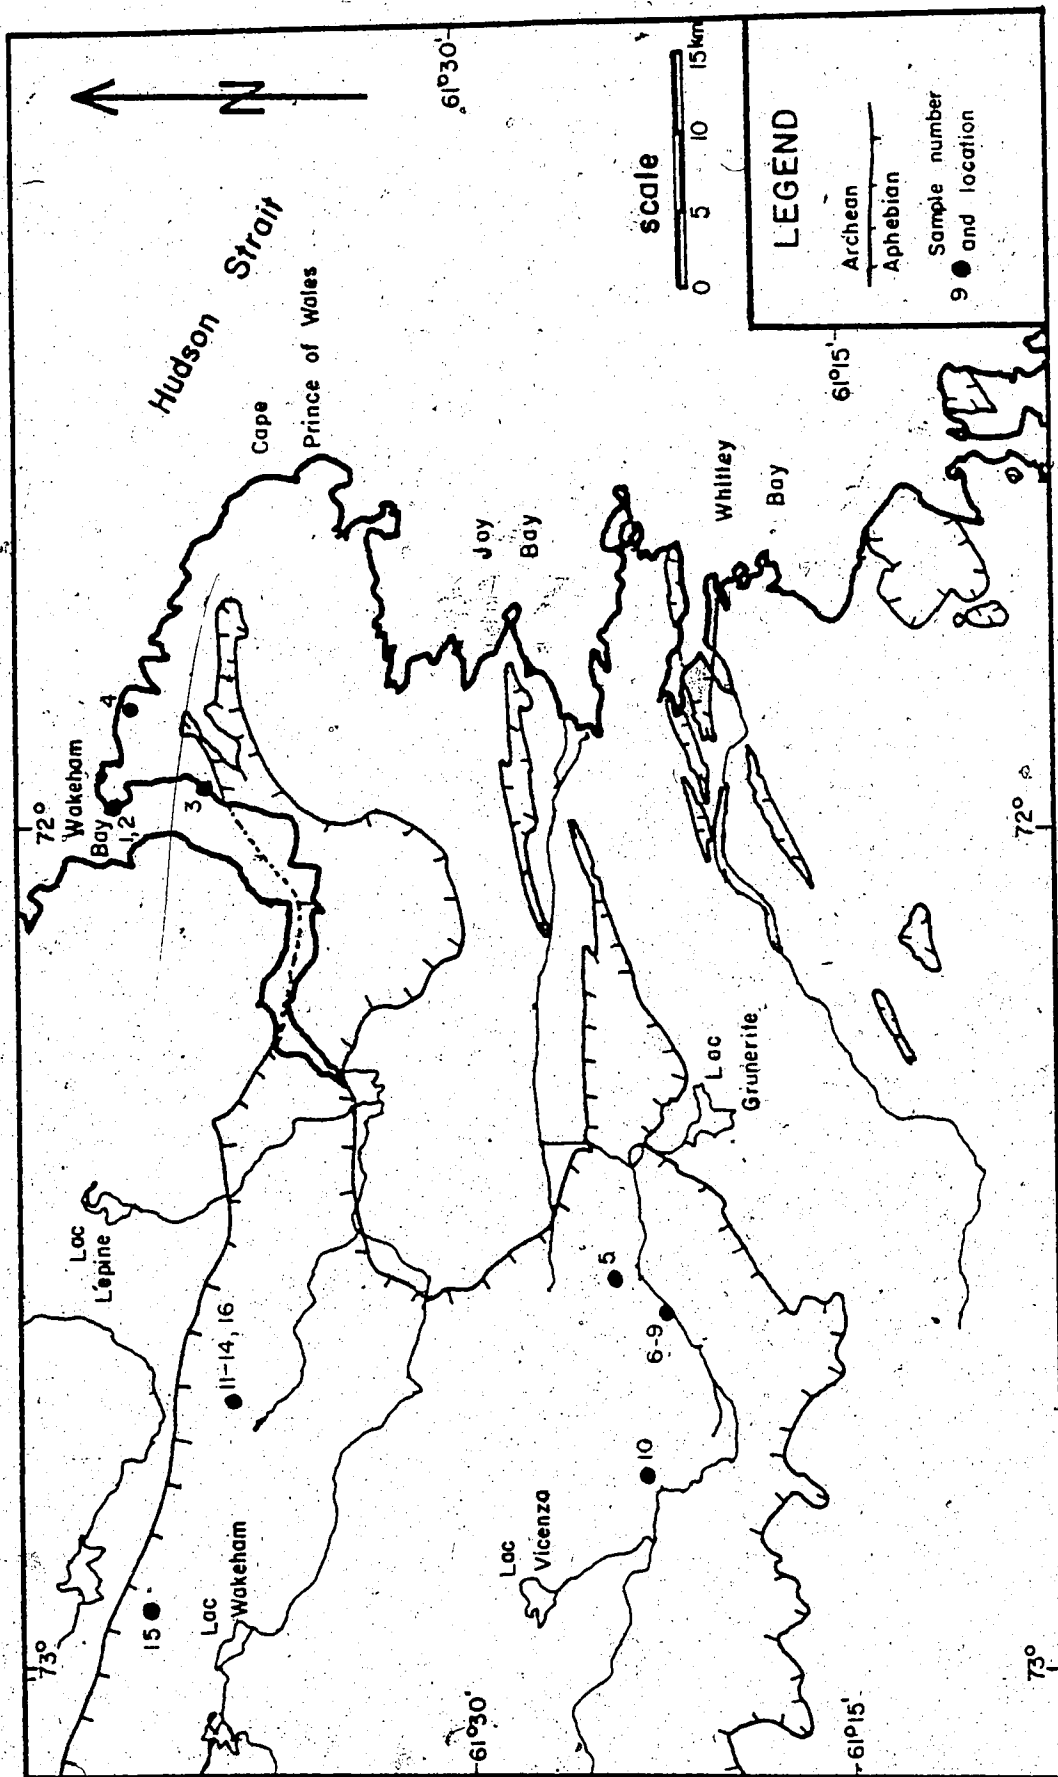 72°
73°
Hudson Strait
N
61°30'
Wakeham
Bay
1,2
4
3
Cape
Prince of Wales
Lac
L'epine
11-14, 16
15
Lac
Wakeham
Joy
Bay
61°30'
Lac
Vicenza
5
6-9
10
Lac
Grunerite
Whitley
Bay
61°15'
61°15'
72°
73°
scale
0 5 10 15km
LEGEND
Archean
Aphebian
Sample number
9 and location